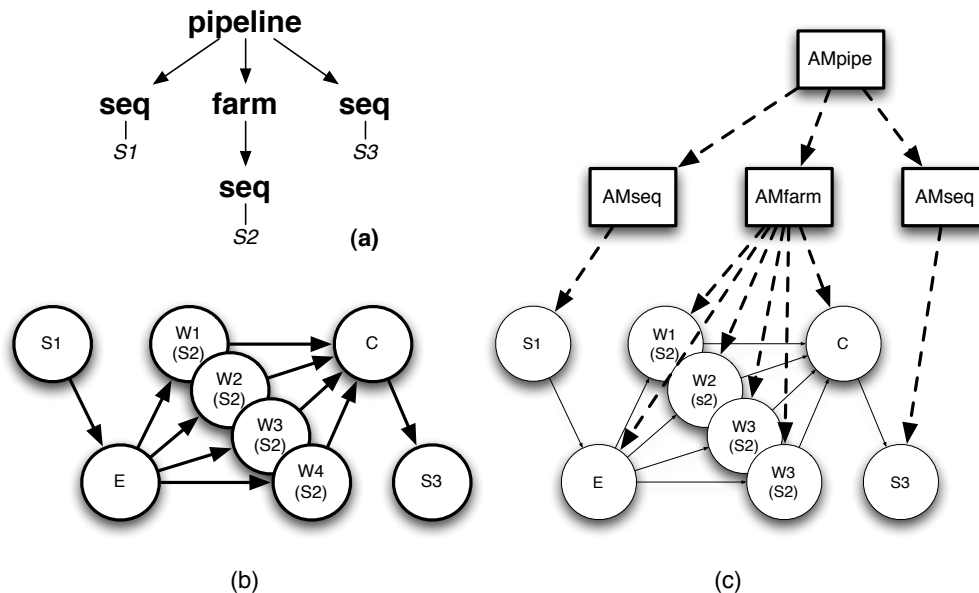 pipeline
seq farm seq
S1 S3
seq
S2
(a)
S1
W1
(S2)
W2
(S2)
W3
(S2)
W4
(S2)
C
E
S3
(b)
AMpipe
AMseq AMfarm AMseq
S1
W1
(S2)
W2
(s2)
W3
(S2)
W3
(S2)
C
E
S3
(c)